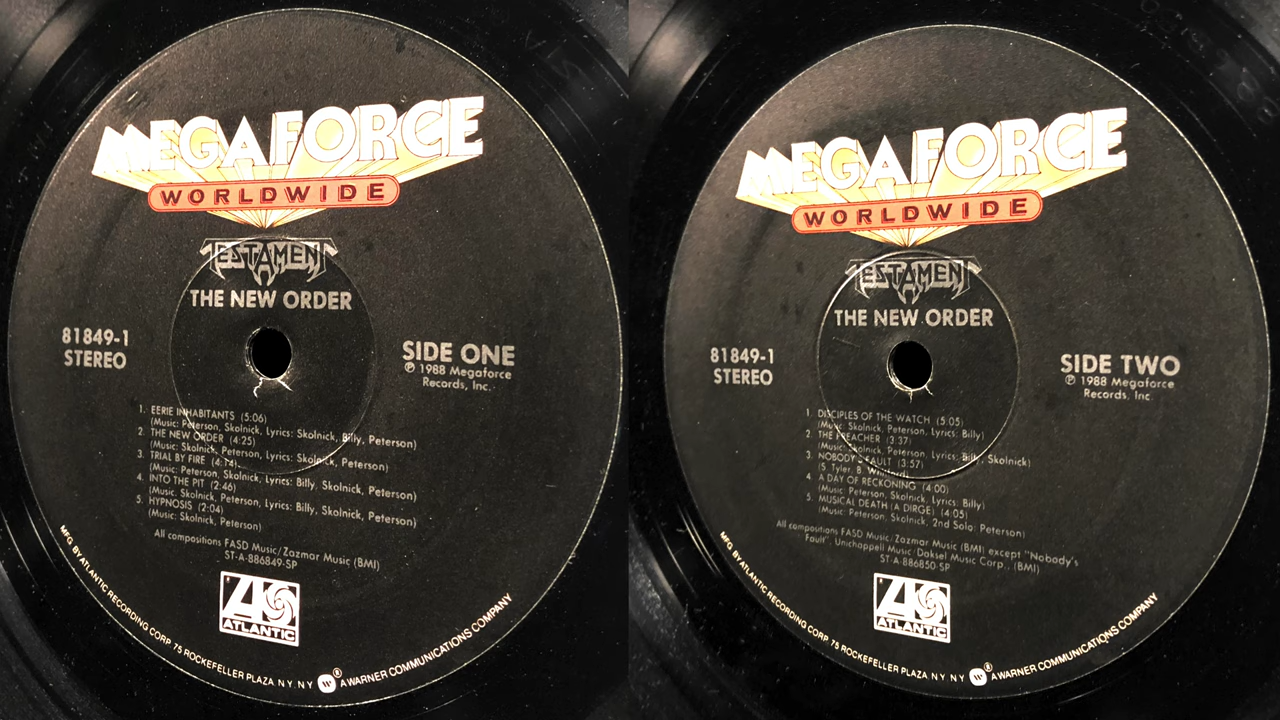 MEGAFORCE
WORLDWIDE
TESTAMENT
THE NEW ORDER
81849-1
STEREO
SIDE ONE
℗ 1988 Megaforce
Records, Inc.
1. EERIE INHABITANTS (5:06)
(Music: Peterson, Skolnick, Lyrics: Skolnick, Billy, Peterson)
2. THE NEW ORDER (4:25)
(Music: Skolnick, Peterson, Lyrics: Skolnick, Billy, Peterson)
3. TRIAL BY FIRE (4:14)
(Music: Peterson, Skolnick, Lyrics: Billy, Skolnick, Peterson)
4. INTO THE PIT (2:46)
(Music: Skolnick, Peterson, Lyrics: Billy, Skolnick, Peterson)
5. HYPNOSIS (2:04)
(Music: Skolnick, Peterson)
All compositions FASD Music/Zazmar Music (BMI)
ST-A-886849-SP
ATLANTIC
MFG. BY ATLANTIC RECORDING CORP. 75 ROCKEFELLER PLAZA N.Y. N.Y. ® A WARNER COMMUNICATIONS COMPANY
MEGAFORCE
WORLDWIDE
TESTAMENT
THE NEW ORDER
81849-1
STEREO
SIDE TWO
℗ 1988 Megaforce
Records, Inc.
1. DISCIPLES OF THE WATCH (5:05)
(Music: Skolnick, Peterson, Lyrics: Billy)
2. THE PREACHER (3:37)
(Music: Skolnick, Peterson, Lyrics: Billy, Skolnick)
3. NOBODY'S FAULT (3:57)
(S. Tyler, B. Whitford)
4. A DAY OF RECKONING (4:00)
(Music: Peterson, Skolnick, Lyrics: Billy)
5. MUSICAL DEATH (A DIRGE) (4:05)
(Music: Peterson, Skolnick, 2nd Solo: Peterson)
All compositions FASD Music/Zazmar Music (BMI) except "Nobody's
Fault", Unichappell Music/Daksel Music Corp., (BMI)
ST-A-886850-SP
ATLANTIC
MFG. BY ATLANTIC RECORDING CORP. 75 ROCKEFELLER PLAZA N.Y. N.Y. ® A WARNER COMMUNICATIONS COMPANY